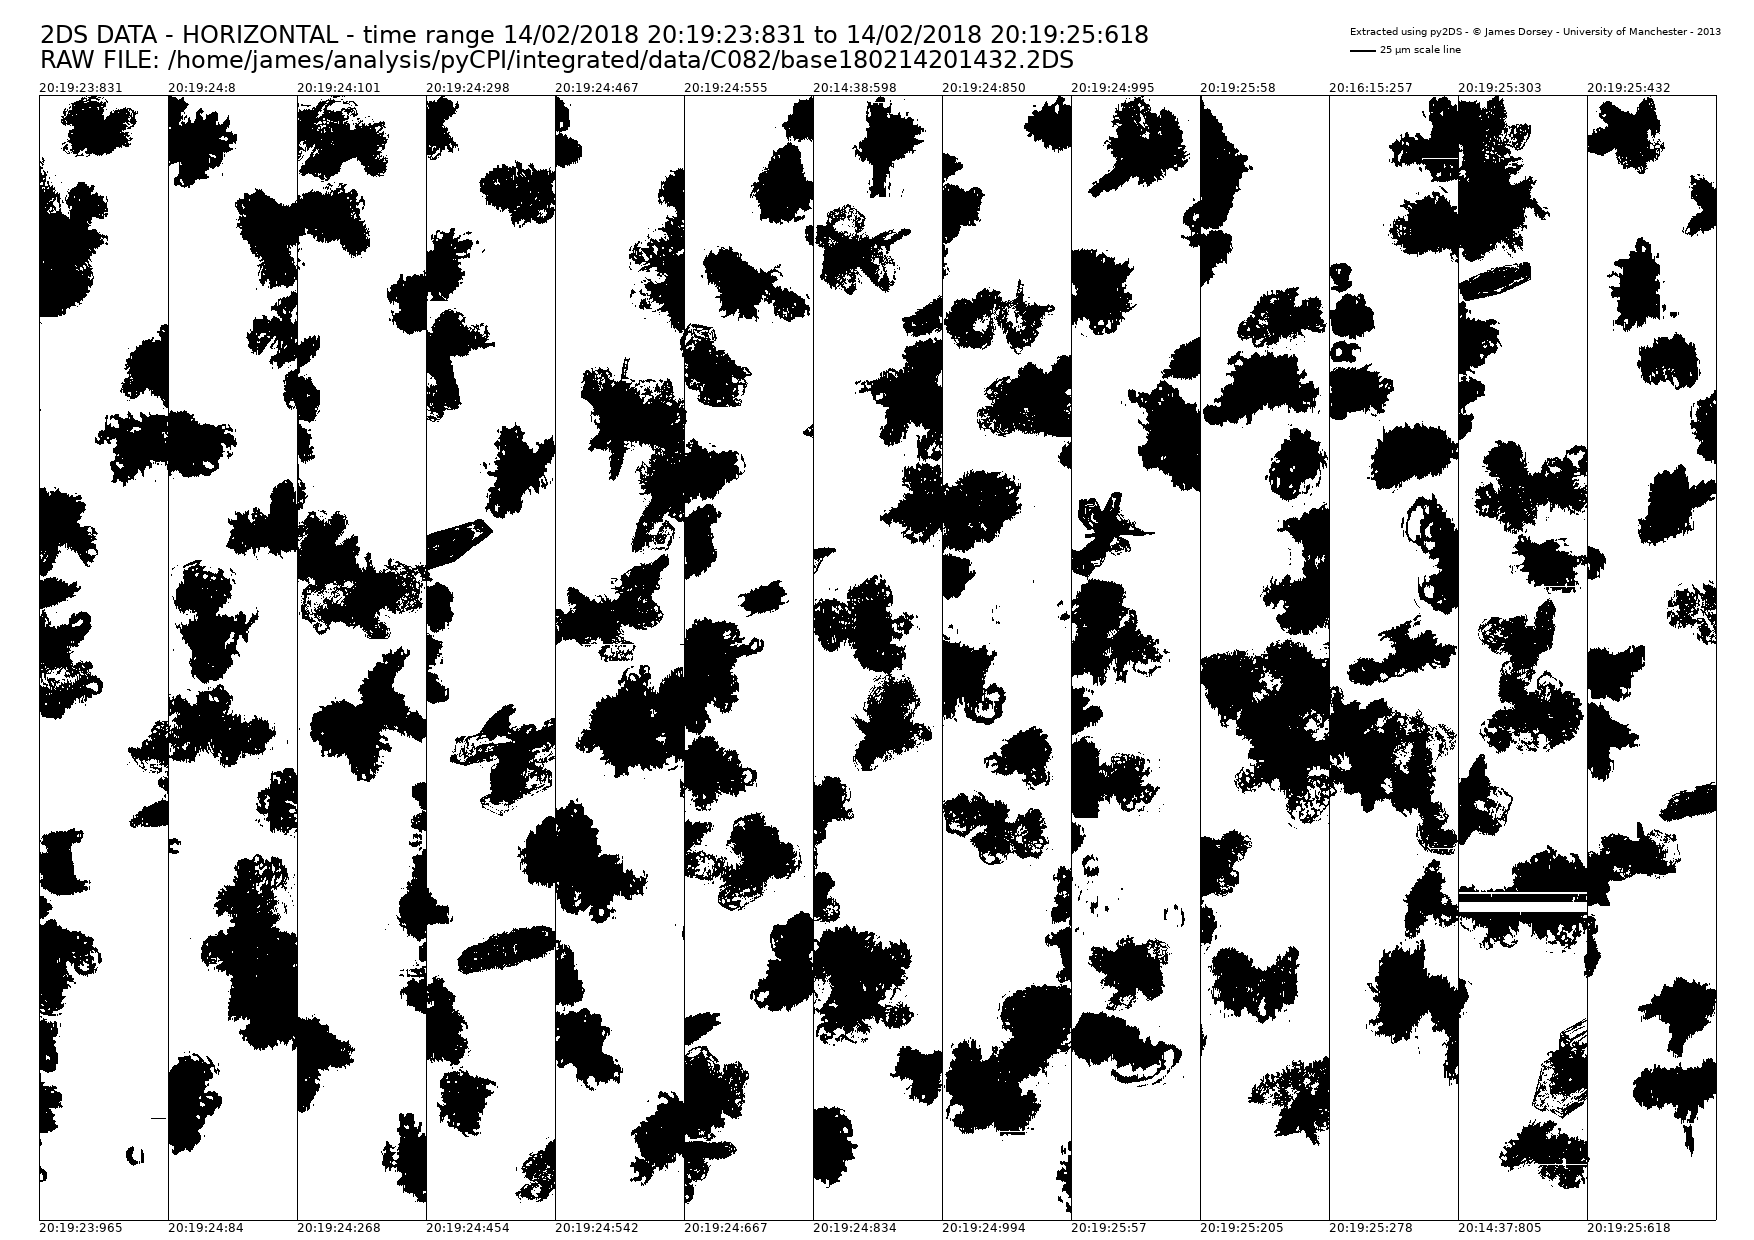 2DS DATA - HORIZONTAL - time range 14/02/2018 20:19:23:831 to 14/02/2018 20:19:25:618
RAW FILE: /home/james/analysis/pyCPI/integrated/data/C082/base180214201432.2DS
Extracted using py2DS - © James Dorsey - University of Manchester - 2013
25 µm scale line
20:19:23:831 20:19:24:8 20:19:24:101 20:19:24:298 20:19:24:467 20:19:24:555 20:14:38:598 20:19:24:850 20:19:24:995 20:19:25:58 20:16:15:257 20:19:25:303 20:19:25:432
20:19:23:965 20:19:24:84 20:19:24:268 20:19:24:454 20:19:24:542 20:19:24:667 20:19:24:834 20:19:24:994 20:19:25:57 20:19:25:205 20:19:25:278 20:14:37:805 20:19:25:618